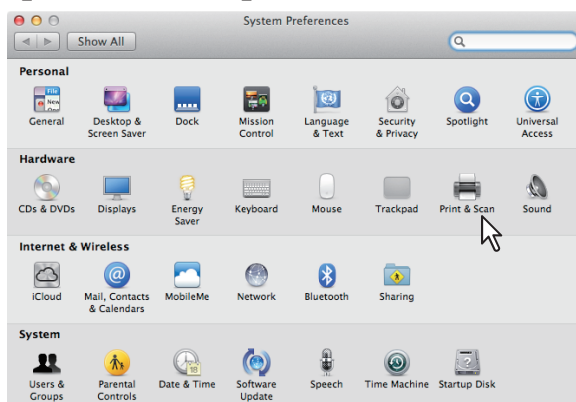 System Preferences
Show All
Personal
General
Desktop & Screen Saver
Dock
Mission Control
Language & Text
Security & Privacy
Spotlight
Universal Access
Hardware
CDs & DVDs
Displays
Energy Saver
Keyboard
Mouse
Trackpad
Print & Scan
Sound
Internet & Wireless
iCloud
Mail, Contacts & Calendars
MobileMe
Network
Bluetooth
Sharing
System
Users & Groups
Parental Controls
Date & Time
Software Update
Speech
Time Machine
Startup Disk